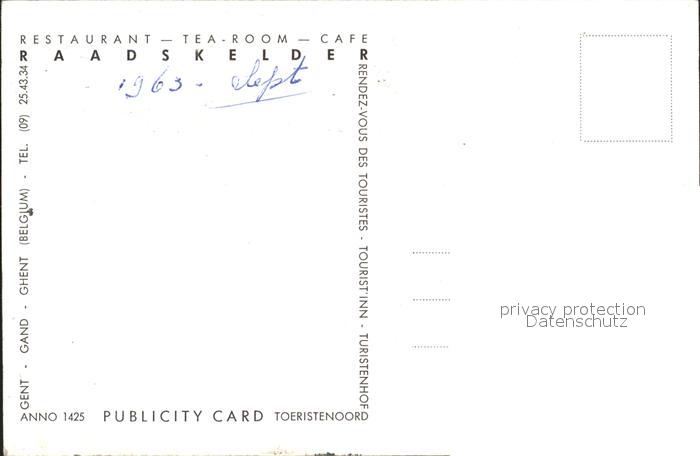 RESTAURANT — TEA-ROOM — CAFE
RAADSKELDER
1963 - Sept
GENT - GAND - GHENT (BELGIUM) - TEL. (09) 25.43.34
RENDEZ-VOUS DES TOURISTES - TOURIST'INN - TURISTENHOF
ANNO 1425 PUBLICITY CARD TOERISTENOORD
privacy protection
Datenschutz